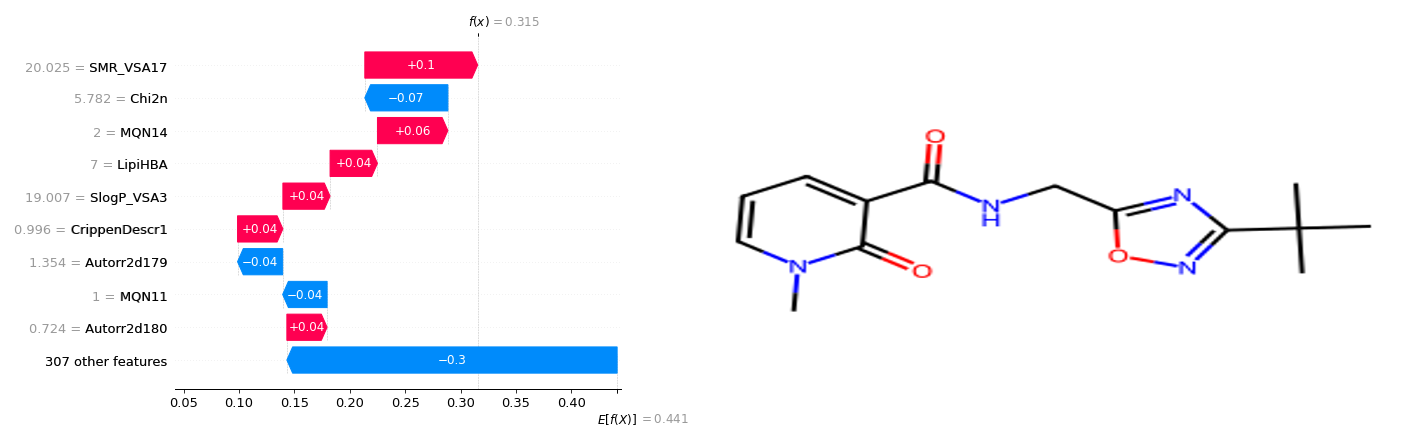 f(x) = 0.315
20.025 = SMR_VSA17
+0.1
5.782 = Chi2n
−0.07
2 = MQN14
+0.06
7 = LipiHBA
+0.04
19.007 = SlogP_VSA3
+0.04
0.996 = CrippenDescr1
+0.04
1.354 = Autorr2d179
−0.04
1 = MQN11
−0.04
0.724 = Autorr2d180
+0.04
307 other features
−0.3
0.05 0.10 0.15 0.20 0.25 0.30 0.35 0.40
E[f(X)] = 0.441
O
N
H
N
N
O
N
O